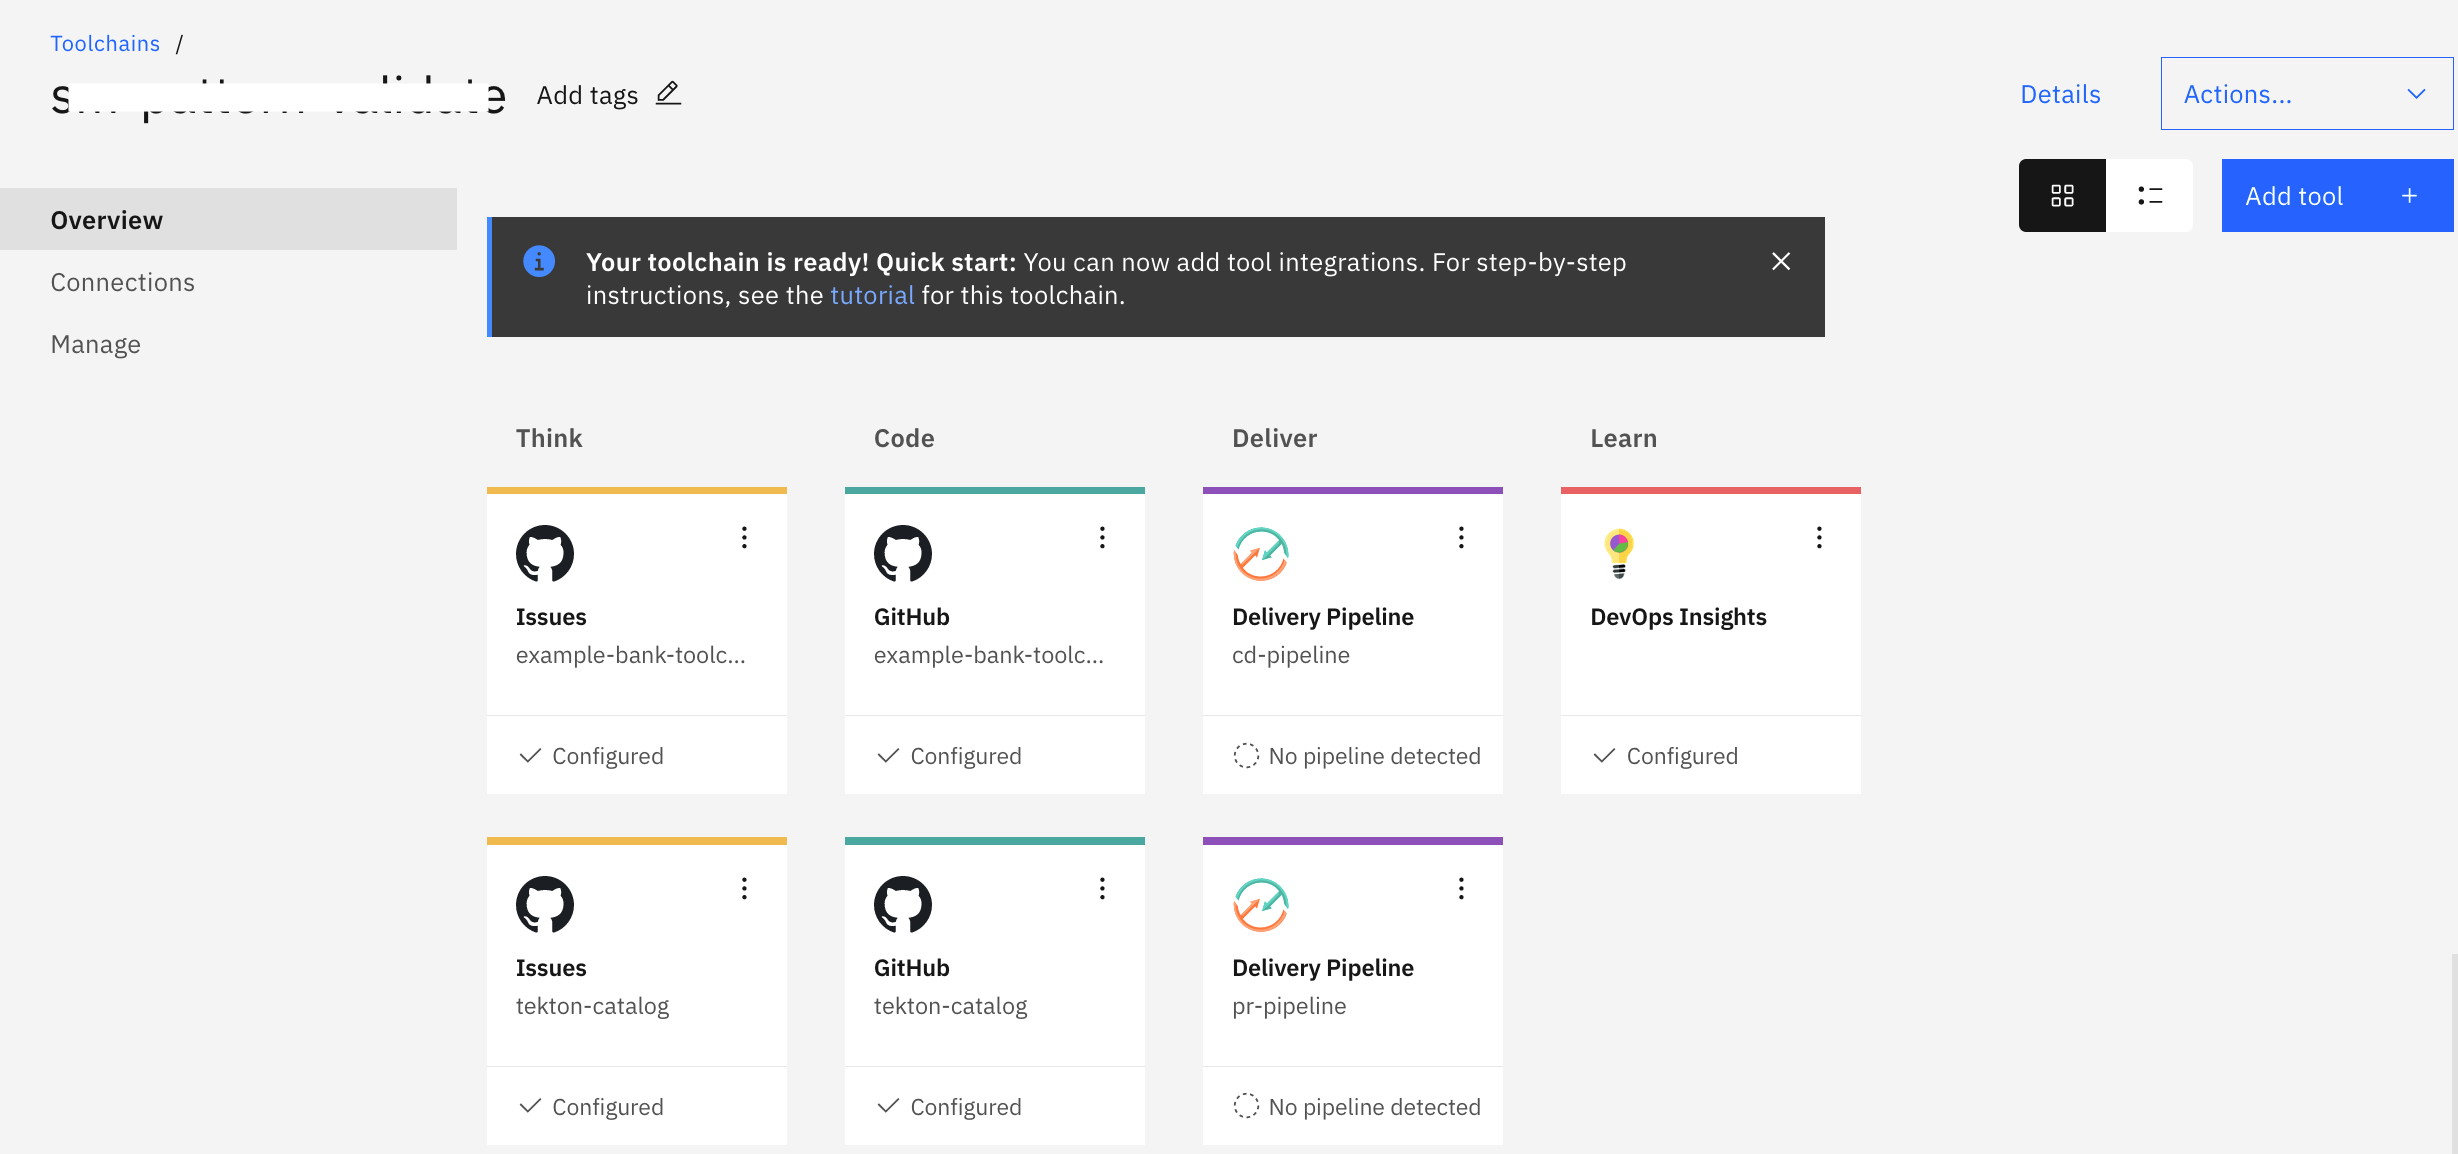 Toolchains /
Add tags
Details
Actions...
Add tool +
Overview
Connections
Manage
Your toolchain is ready! Quick start: You can now add tool integrations. For step-by-step
instructions, see the tutorial for this toolchain.
Think
Code
Deliver
Learn
Issues
example-bank-toolc...
Configured
GitHub
example-bank-toolc...
Configured
Delivery Pipeline
cd-pipeline
No pipeline detected
DevOps Insights
Configured
Issues
tekton-catalog
Configured
GitHub
tekton-catalog
Configured
Delivery Pipeline
pr-pipeline
No pipeline detected